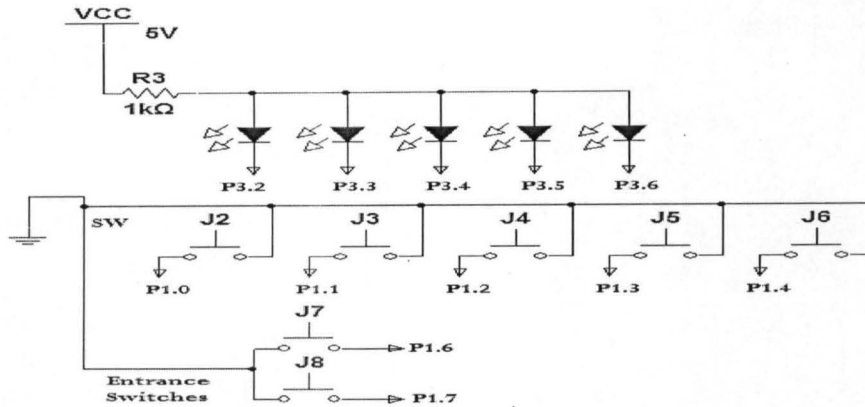 VCC
5V
R3
1kΩ
P3.2 P3.3 P3.4 P3.5 P3.6
SW J2 J3 J4 J5 J6
P1.0 P1.1 P1.2 P1.3 P1.4
J7
P1.6
J8
P1.7
Entrance
Switches